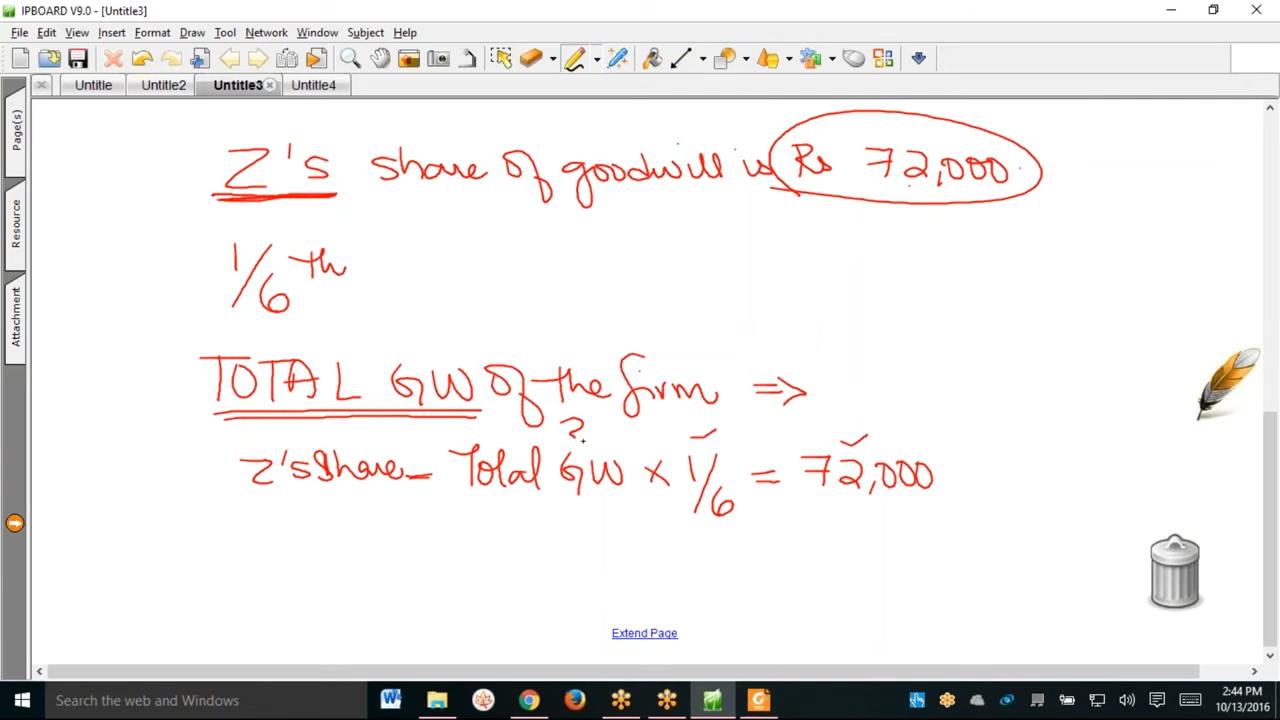 IPBOARD V9.0 - [Untitle3]
File Edit View Insert Format Draw Tool Network Window Subject Help
Untitle Untitle2 Untitle3 Untitle4
Page(s)
Resource
Attachment
Z's share of goodwill is Rs 72,000
1/6 th
TOTAL GW Of the firm ⇒
?
Z's Share = Total GW × 1/6 = 72,000
Extend Page
Search the web and Windows
2:44 PM
10/13/2016